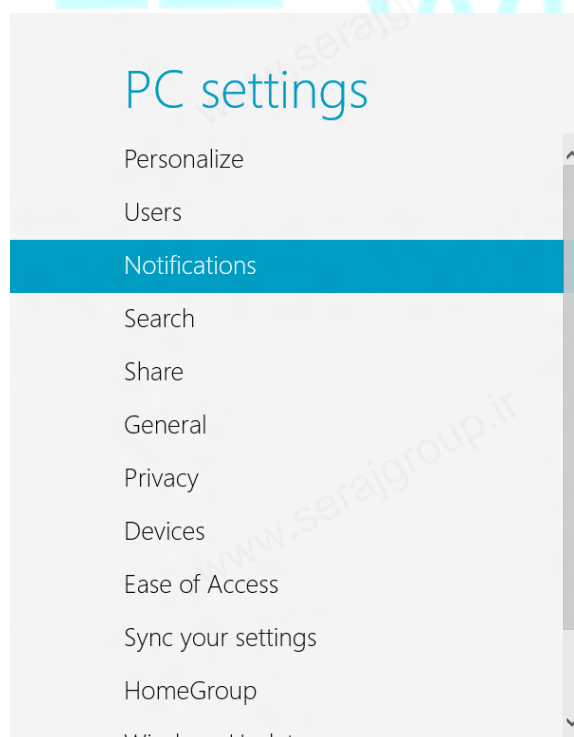 www.serajgroup.ir
PC settings
Personalize
Users
Notifications
Search
Share
General
Privacy
Devices
Ease of Access
www.serajgroup.ir
Sync your settings
HomeGroup